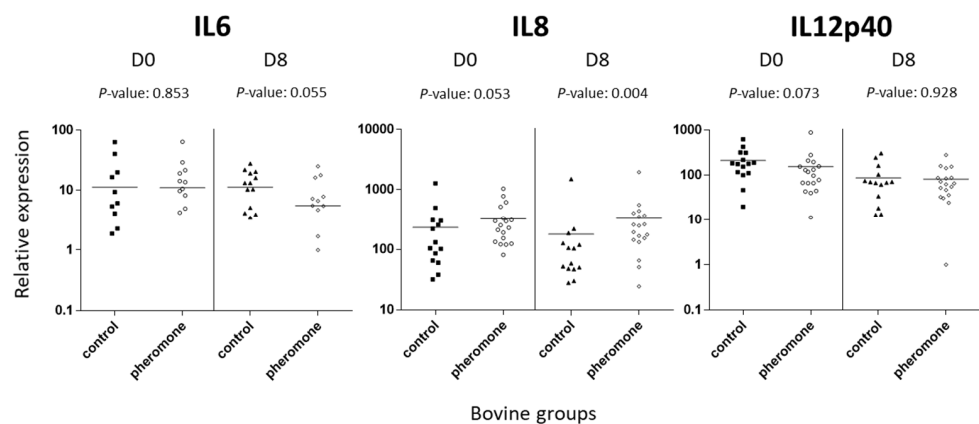 IL6 IL8 IL12p40
D0 D8 D0 D8 D0 D8
P-value: 0.853 P-value: 0.055 P-value: 0.053 P-value: 0.004 P-value: 0.073 P-value: 0.928
Relative expression
100
10
1
0.1
control
pheromone
control
pheromone
10000
1000
100
10
control
pheromone
control
pheromone
1000
100
10
1
0.1
control
pheromone
control
pheromone
Bovine groups